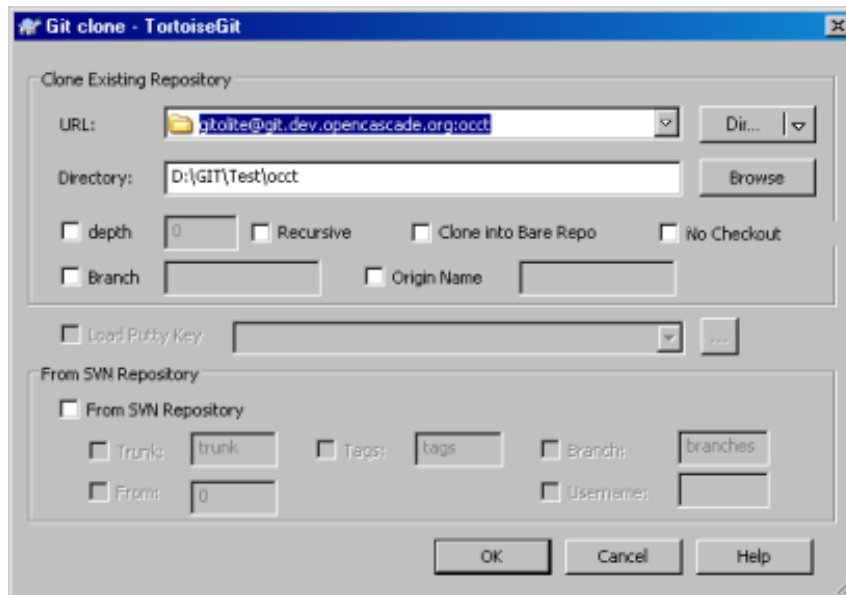 Git clone - TortoiseGit
Clone Existing Repository
URL: gitolite@git.dev.opencascade.org:occt Dir...
Directory: D:\GIT\Test\occt Browse
depth 0 Recursive Clone into Bare Repo No Checkout
Branch Origin Name
Load Putty Key ...
From SVN Repository
From SVN Repository
Trunk: trunk Tags: tags Branch: branches
From: 0 Username:
OK Cancel Help